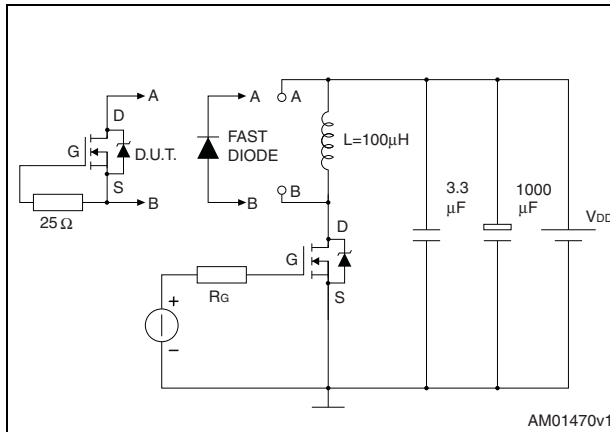 A
D
G
D.U.T.
S
B
25 Ω
A
FAST
DIODE
B
A
L=100μH
B
D
G
S
RG
+
–
3.3
μF
1000
μF
VDD
AM01470v1